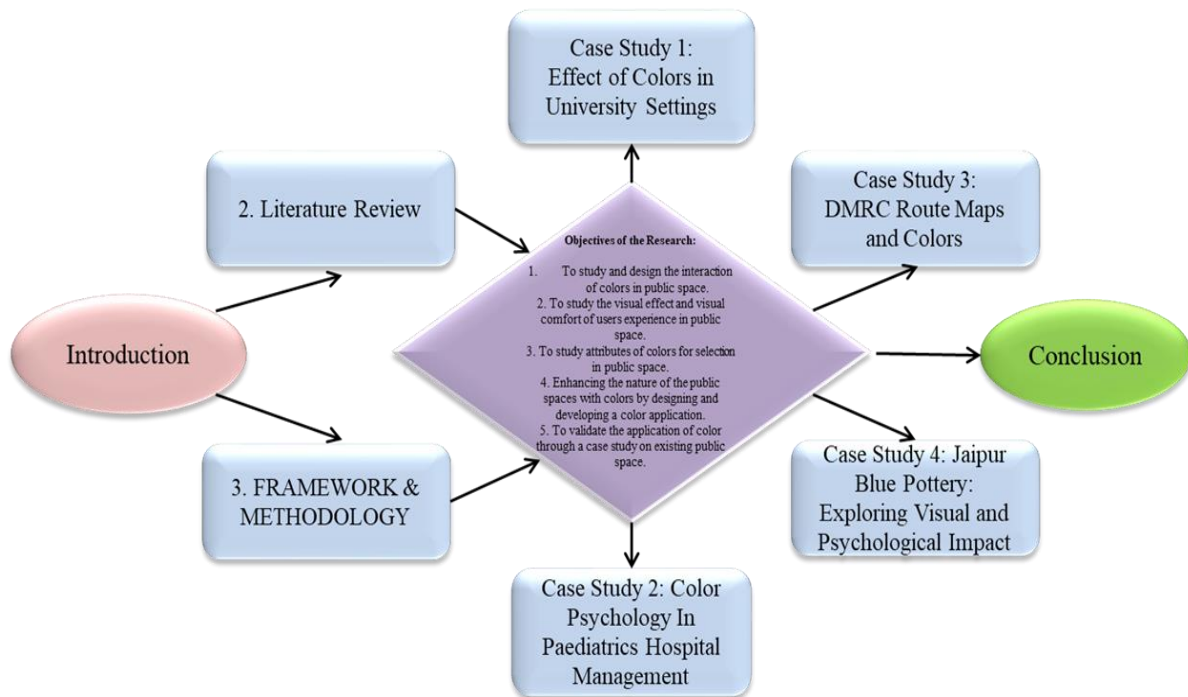 Case Study 1:
Effect of Colors in
University Settings
2. Literature Review
Case Study 3:
DMRC Route Maps
and Colors
Introduction
Objectives of the Research:
1. To study and design the interaction
of colors in public space.
2. To study the visual effect and visual
comfort of users experience in public
space.
3. To study attributes of colors for selection
in public space.
4. Enhancing the nature of the public
spaces with colors by designing and
developing a color application.
5. To validate the application of color
through a case study on existing public
space.
Conclusion
3. FRAMEWORK &
METHODOLOGY
Case Study 4: Jaipur
Blue Pottery:
Exploring Visual and
Psychological Impact
Case Study 2: Color
Psychology In
Paediatrics Hospital
Management